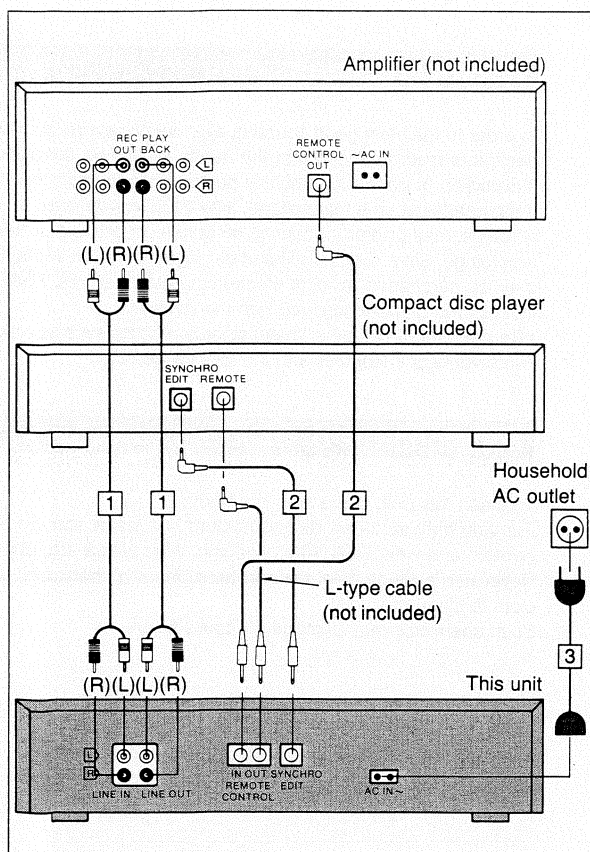 Amplifier (not included)
REC PLAY
OUT BACK
L
R
REMOTE
CONTROL
OUT
~AC IN
(L)(R)(R)(L)
Compact disc player
(not included)
SYNCHRO
EDIT REMOTE
Household
AC outlet
1
1
2
2
L-type cable
(not included)
3
(R)(L)(L)(R)
This unit
L
R
LINE IN LINE OUT
IN OUT SYNCHRO
REMOTE EDIT
CONTROL
AC IN~